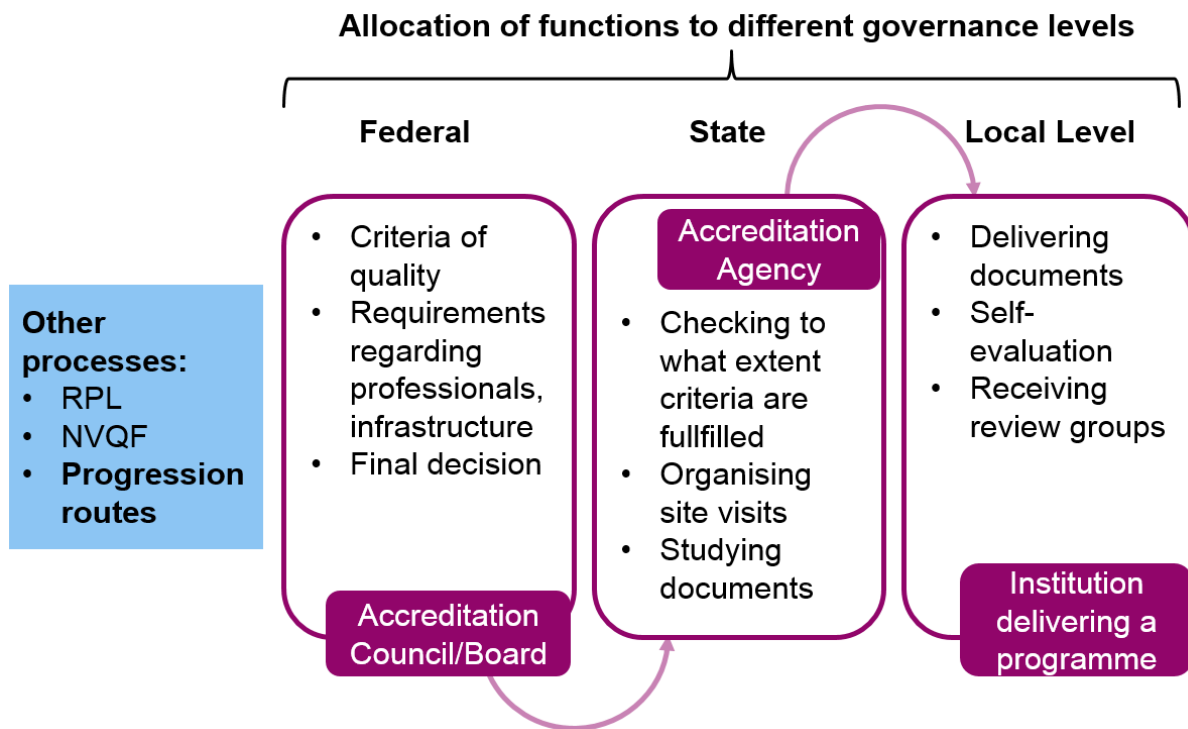 Allocation of functions to different governance levels
Federal
State
Local Level
Other
processes:
• RPL
• NVQF
• Progression
routes
• Criteria of
quality
• Requirements
regarding
professionals,
infrastructure
• Final decision
Accreditation
Council/Board
Accreditation
Agency
• Checking to
what extent
criteria are
fullfilled
• Organising
site visits
• Studying
documents
• Delivering
documents
• Self-
evaluation
• Receiving
review groups
Institution
delivering a
programme